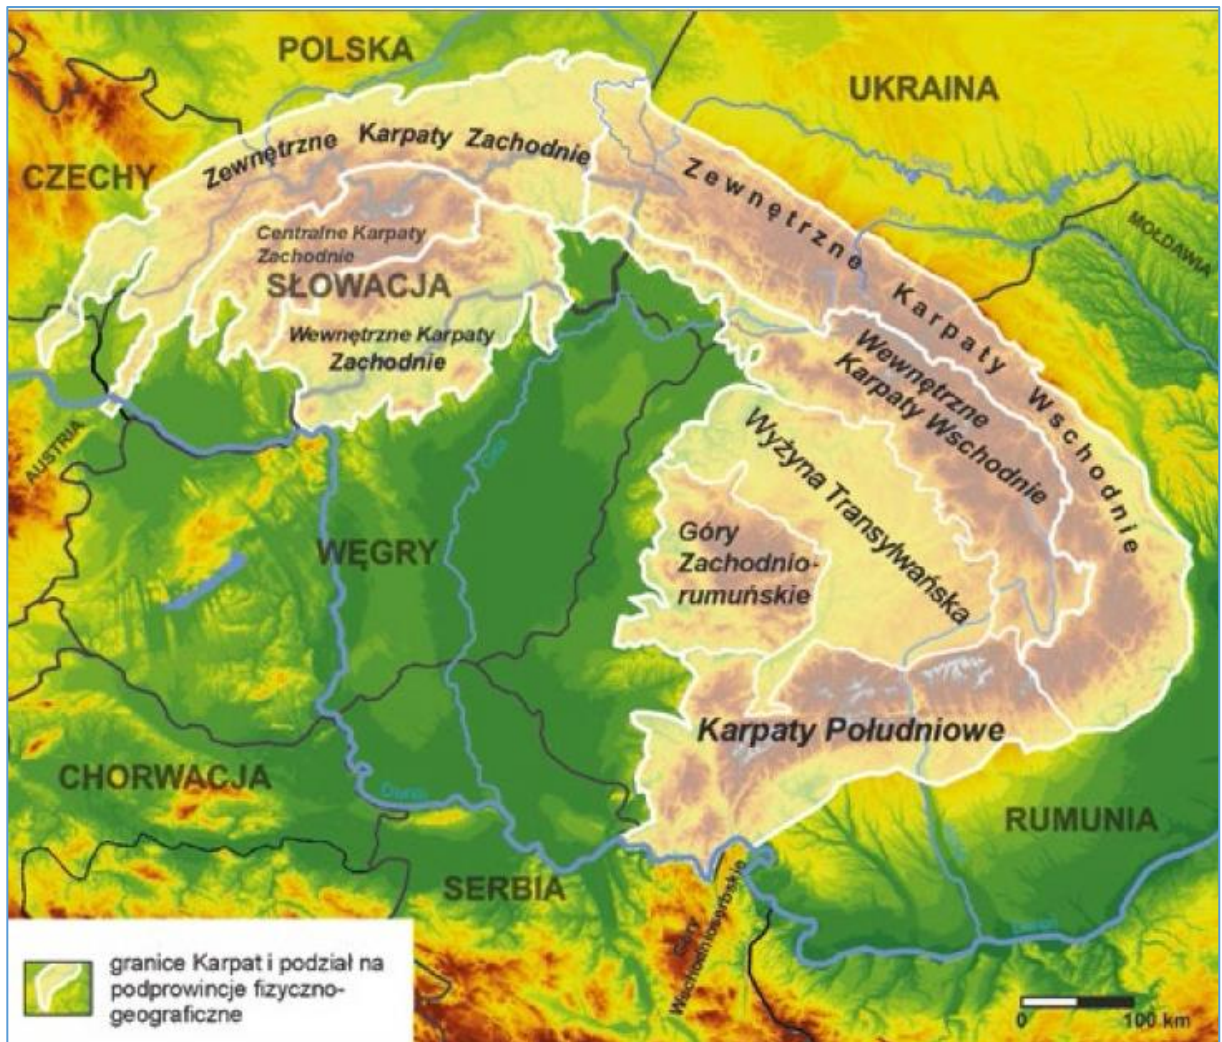 POLSKA
UKRAINA
CZECHY
Zewnętrzne Karpaty Zachodnie
Zewnętrzne Karpaty Wschodnie
MOŁDAWIA
Centralne Karpaty
Zachodnie
SŁOWACJA
Wewnętrzne Karpaty
Zachodnie
Wewnętrzne
Karpaty Wschodnie
AUSTRIA
Wyżyna Transylwańska
WĘGRY
Góry
Zachodnio-
rumuńskie
Karpaty Południowe
CHORWACJA
RUMUNIA
SERBIA
Góry
granice Karpat i podział na
podprowincje fizyczno-
geograficzne
0 100 km